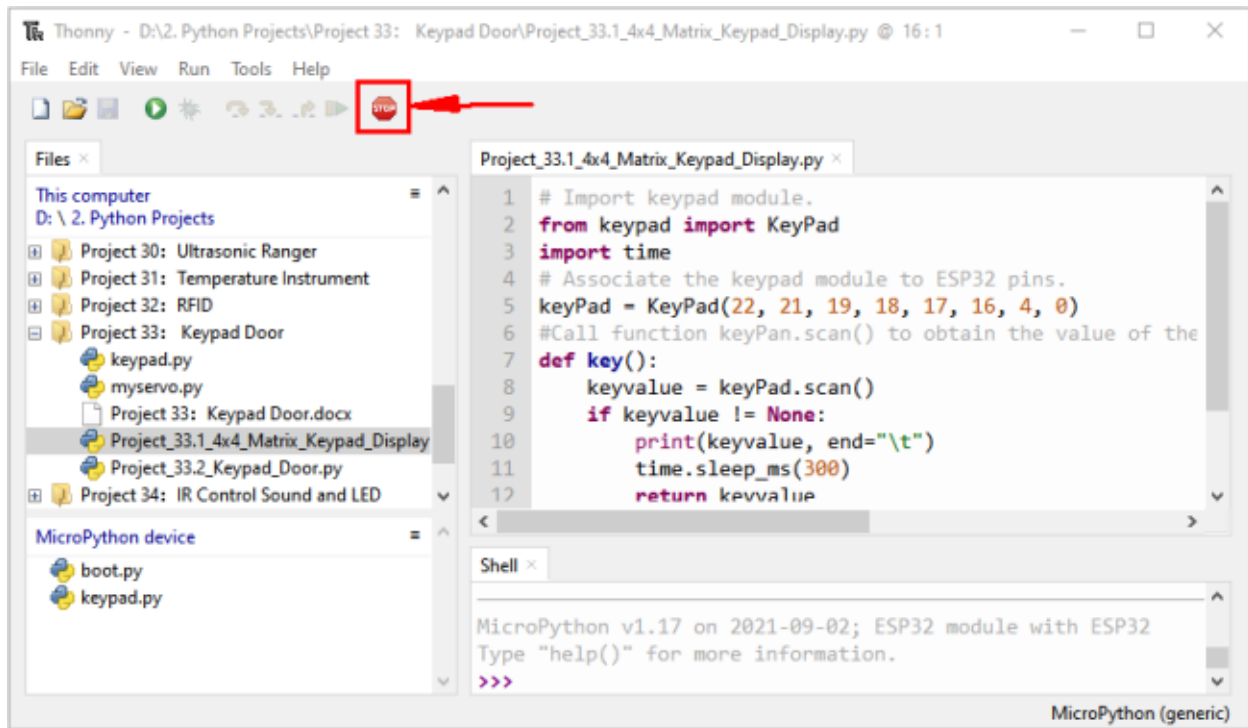 Thonny - D:\2. Python Projects\Project 33: Keypad Door\Project_33.1_4x4_Matrix_Keypad_Display.py @ 16:1
File Edit View Run Tools Help
STOP
Files
This computer
D: \ 2. Python Projects
Project 30: Ultrasonic Ranger
Project 31: Temperature Instrument
Project 32: RFID
Project 33: Keypad Door
keypad.py
myservo.py
Project 33: Keypad Door.docx
Project_33.1_4x4_Matrix_Keypad_Display
Project_33.2_Keypad_Door.py
Project 34: IR Control Sound and LED
MicroPython device
boot.py
keypad.py
Project_33.1_4x4_Matrix_Keypad_Display.py
1 # Import keypad module.
2 from keypad import KeyPad
3 import time
4 # Associate the keypad module to ESP32 pins.
5 keyPad = KeyPad(22, 21, 19, 18, 17, 16, 4, 0)
6 #Call function keyPan.scan() to obtain the value of the
7 def key():
8     keyvalue = keyPad.scan()
9     if keyvalue != None:
10         print(keyvalue, end="\t")
11         time.sleep_ms(300)
12         return keyvalue
Shell
MicroPython v1.17 on 2021-09-02; ESP32 module with ESP32
Type "help()" for more information.
>>>
MicroPython (generic)